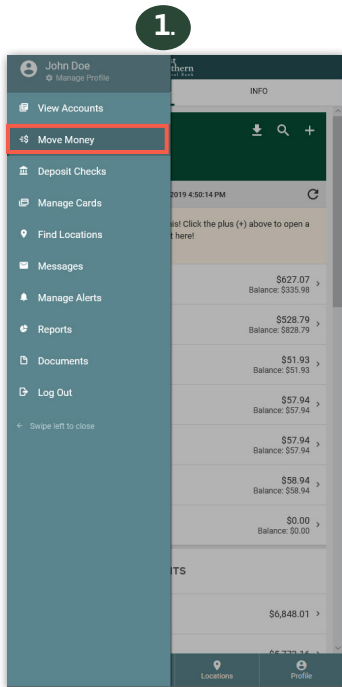 1.
John Doe
Manage Profile
thern
INFO
View Accounts
Move Money
Deposit Checks
2019 4:50:14 PM
Manage Cards
his! Click the plus (+) above to open a
Find Locations
t here!
Messages
$627.07
Balance: $335.98
Manage Alerts
$528.79
Balance: $828.79
Reports
$51.93
Balance: $51.93
Documents
$57.94
Balance: $57.94
Log Out
← Swipe left to close
$57.94
Balance: $57.94
$58.94
Balance: $58.94
$0.00
Balance: $0.00
NTS
$6,848.01
Locations
Profile